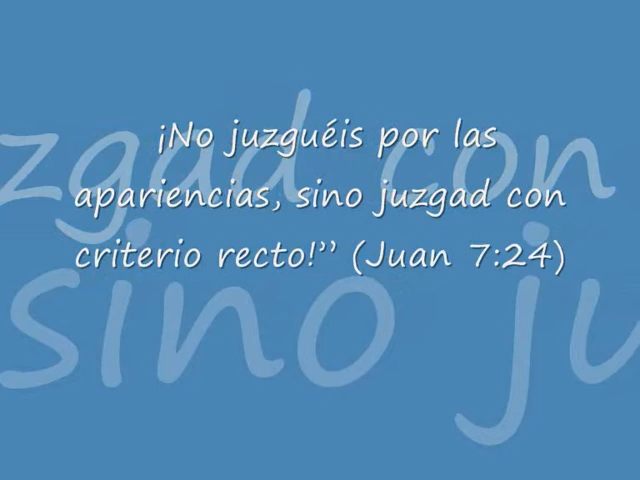 ¡No juzguéis por las
apariencias, sino juzgad con
criterio recto!” (Juan 7:24)
zgad con
sino ju